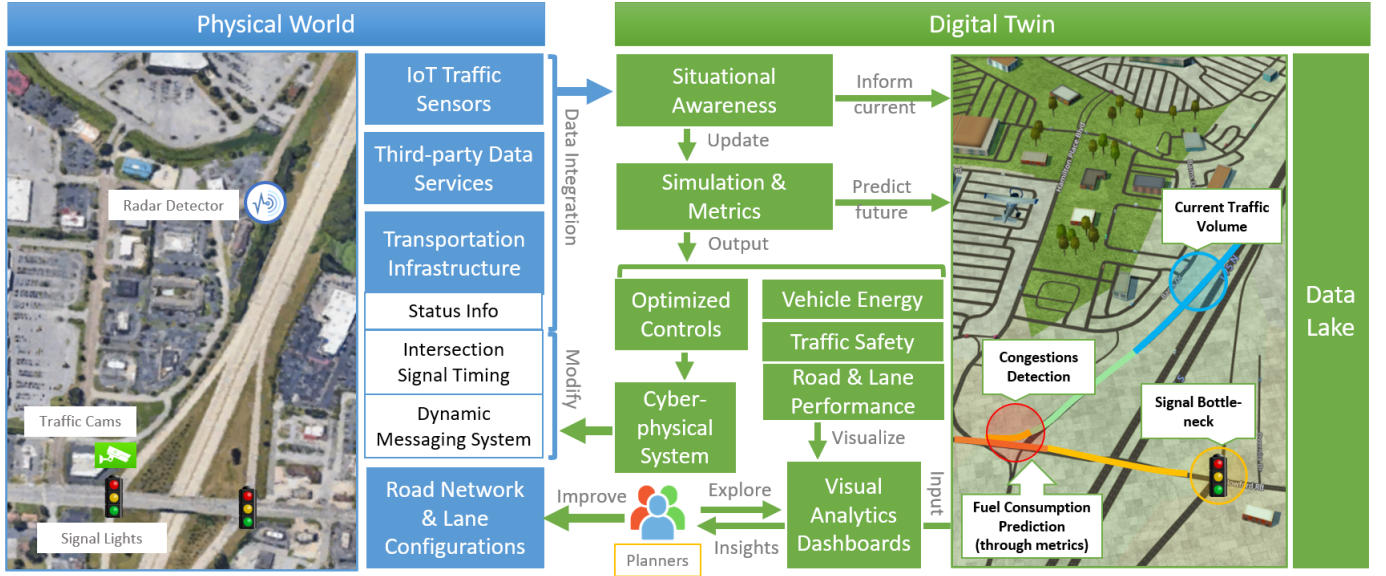 Physical World
Digital Twin
Radar Detector
Traffic Cams
Signal Lights
IoT Traffic
Sensors
Third-party Data
Services
Transportation
Infrastructure
Status Info
Intersection
Signal Timing
Dynamic
Messaging System
Road Network
& Lane
Configurations
Data Integration
Modify
Improve
Situational
Awareness
Update
Simulation &
Metrics
Output
Optimized
Controls
Cyber-
physical
System
Vehicle Energy
Traffic Safety
Road & Lane
Performance
Visualize
Visual
Analytics
Dashboards
Explore
Insights
Planners
Inform
current
Predict
future
Input
Hamilton Place Blvd
Current Traffic
Volume
I 75 N
Congestions
Detection
Signal Bottle-
neck
Fuel Consumption
Prediction
(through metrics)
Data
Lake